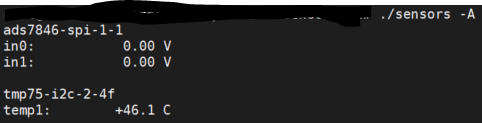 ./sensors -A
ads7846-spi-1-1
in0:          0.00 V
in1:          0.00 V

tmp75-i2c-2-4f
temp1:        +46.1 C